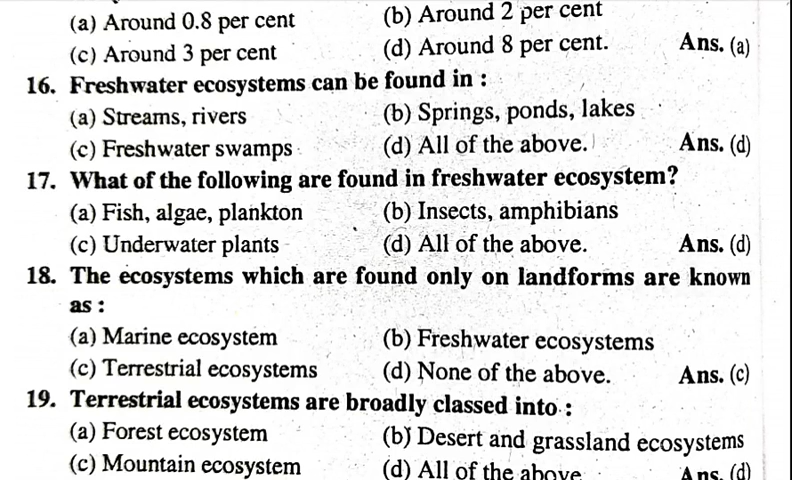 (a) Around 0.8 per cent (b) Around 2 per cent
(c) Around 3 per cent (d) Around 8 per cent. Ans. (a)
16. Freshwater ecosystems can be found in :
(a) Streams, rivers (b) Springs, ponds, lakes
(c) Freshwater swamps (d) All of the above. Ans. (d)
17. What of the following are found in freshwater ecosystem?
(a) Fish, algae, plankton (b) Insects, amphibians
(c) Underwater plants (d) All of the above. Ans. (d)
18. The ecosystems which are found only on landforms are known
as :
(a) Marine ecosystem (b) Freshwater ecosystems
(c) Terrestrial ecosystems (d) None of the above. Ans. (c)
19. Terrestrial ecosystems are broadly classed into :
(a) Forest ecosystem (b) Desert and grassland ecosystems
(c) Mountain ecosystem (d) All of the above Ans. (d)